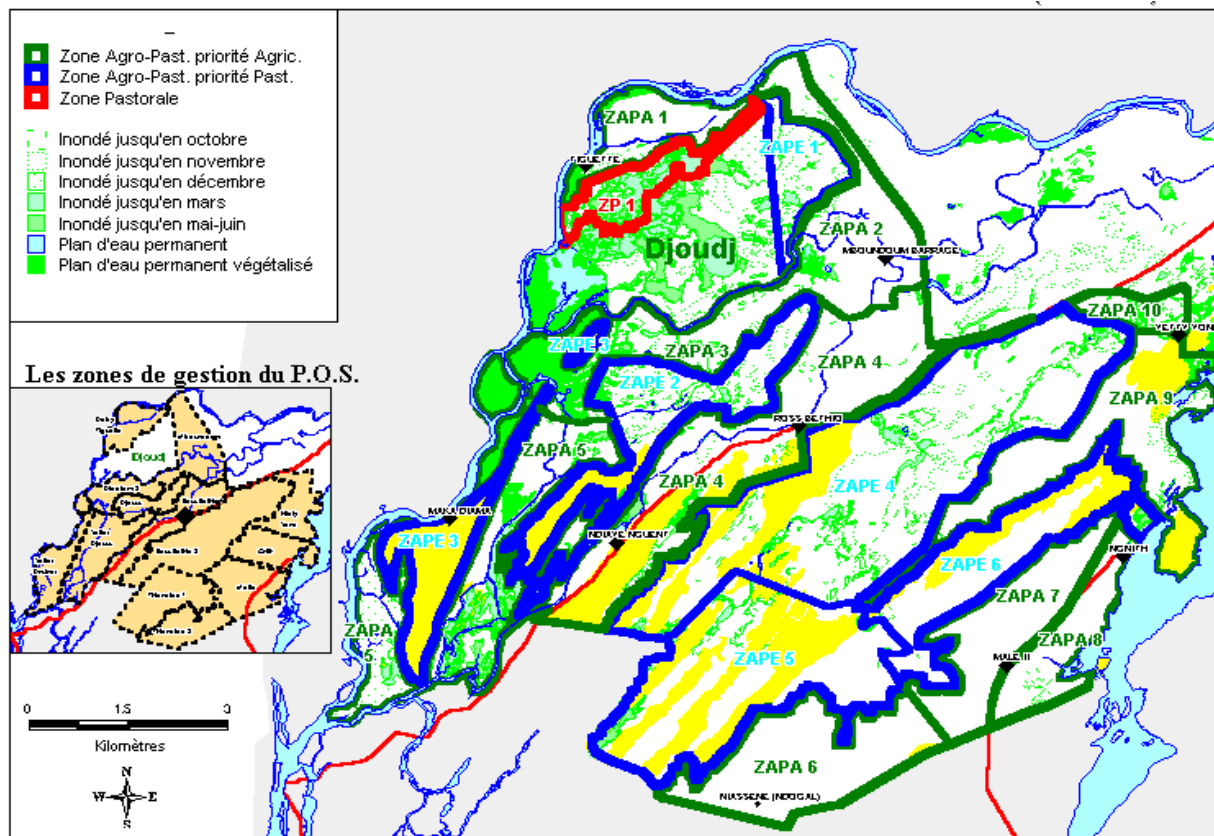 Zone Agro-Past. priorité Agric.
Zone Agro-Past. priorité Past.
Zone Pastorale
Inondé jusqu'en octobre
Inondé jusqu'en novembre
Inondé jusqu'en décembre
Inondé jusqu'en mars
Inondé jusqu'en mai-juin
Plan d'eau permanent
Plan d'eau permanent végétalisé
Les zones de gestion du P.O.S.
Djoudj
0 1.5 3
Kilomètres
N
W E
S
ZAPA 1
ZAPE 1
ZP 1
ZAPA 2
Djoudj
MBOUNDOUM BARRAGE
ZAPE 3
ZAPA 3
ZAPA 4
ZAPA 10
ZAPE 2
ZAPA 9
ROSS BETHIO
ZAPA 5
ZAPA 4
ZAPE 4
MAKA DIAMA
ZAPE 3
NDIAYE NGUENT
NGNITH
ZAPE 6
ZAPA 7
ZAPA
5
ZAPA 8
ZAPE 5
ZAPA 6
NIASSENE (NDOGAL)